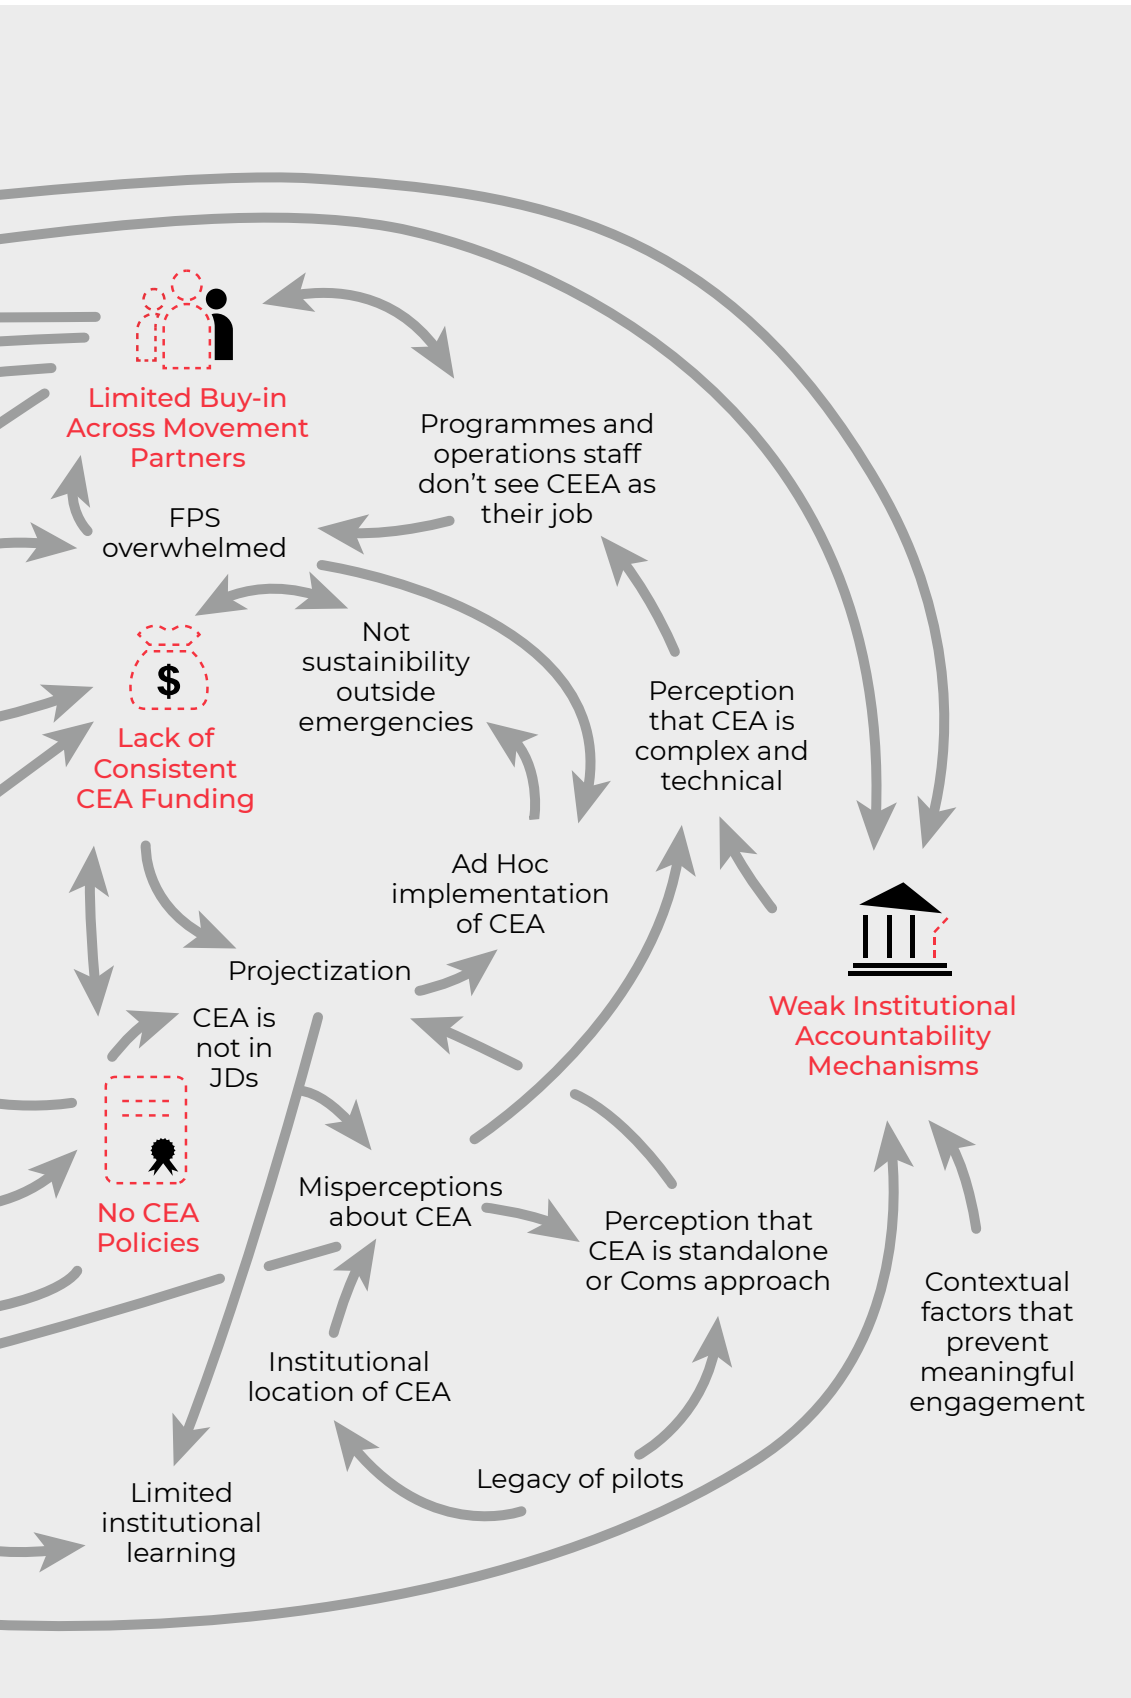 Limited Buy-in
Across Movement
Partners
Programmes and
operations staff
don't see CEEA as
their job
FPS
overwhelmed
Not
sustainibility
outside
emergencies
Perception
that CEA is
complex and
technical
$
Lack of
Consistent
CEA Funding
Ad Hoc
implementation
of CEA
Projectization
CEA is
not in
JDs
Weak Institutional
Accountability
Mechanisms
No CEA
Policies
Misperceptions
about CEA
Perception that
CEA is standalone
or Coms approach
Contextual
factors that
prevent
meaningful
engagement
Institutional
location of CEA
Legacy of pilots
Limited
institutional
learning